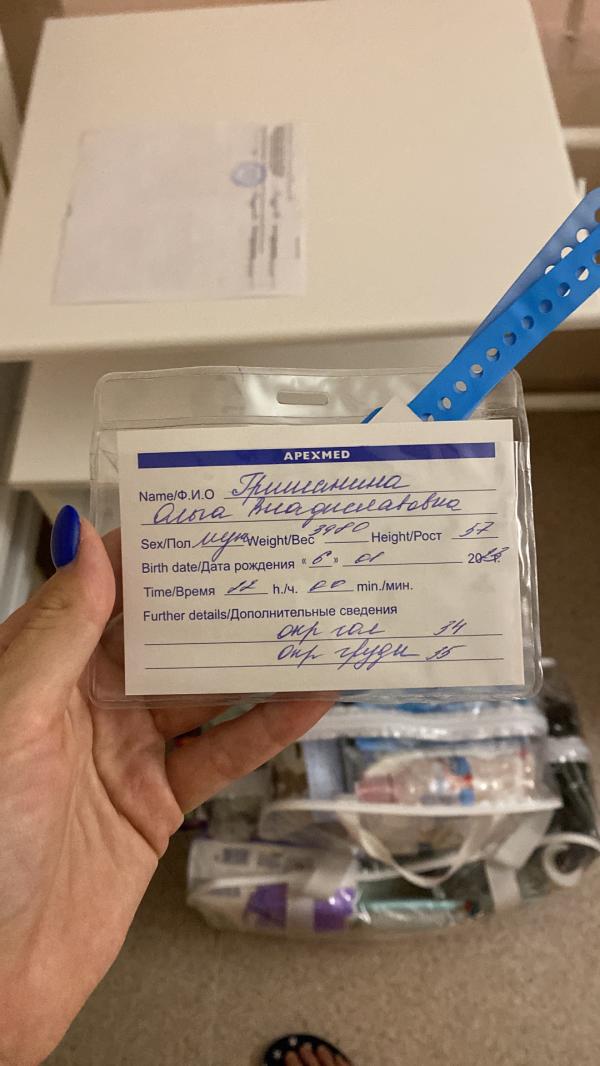 APEXMED
Name/Ф.И.О Гришанина
Ольга Владиславовна
Sex/Пол муж Weight/Вес 3980 Height/Рост 57
Birth date/Дата рождения « 6 » 01 20
Time/Время h./ч. 00 min./мин.
Further details/Дополнительные сведения
окр гол 34
окр груди 35